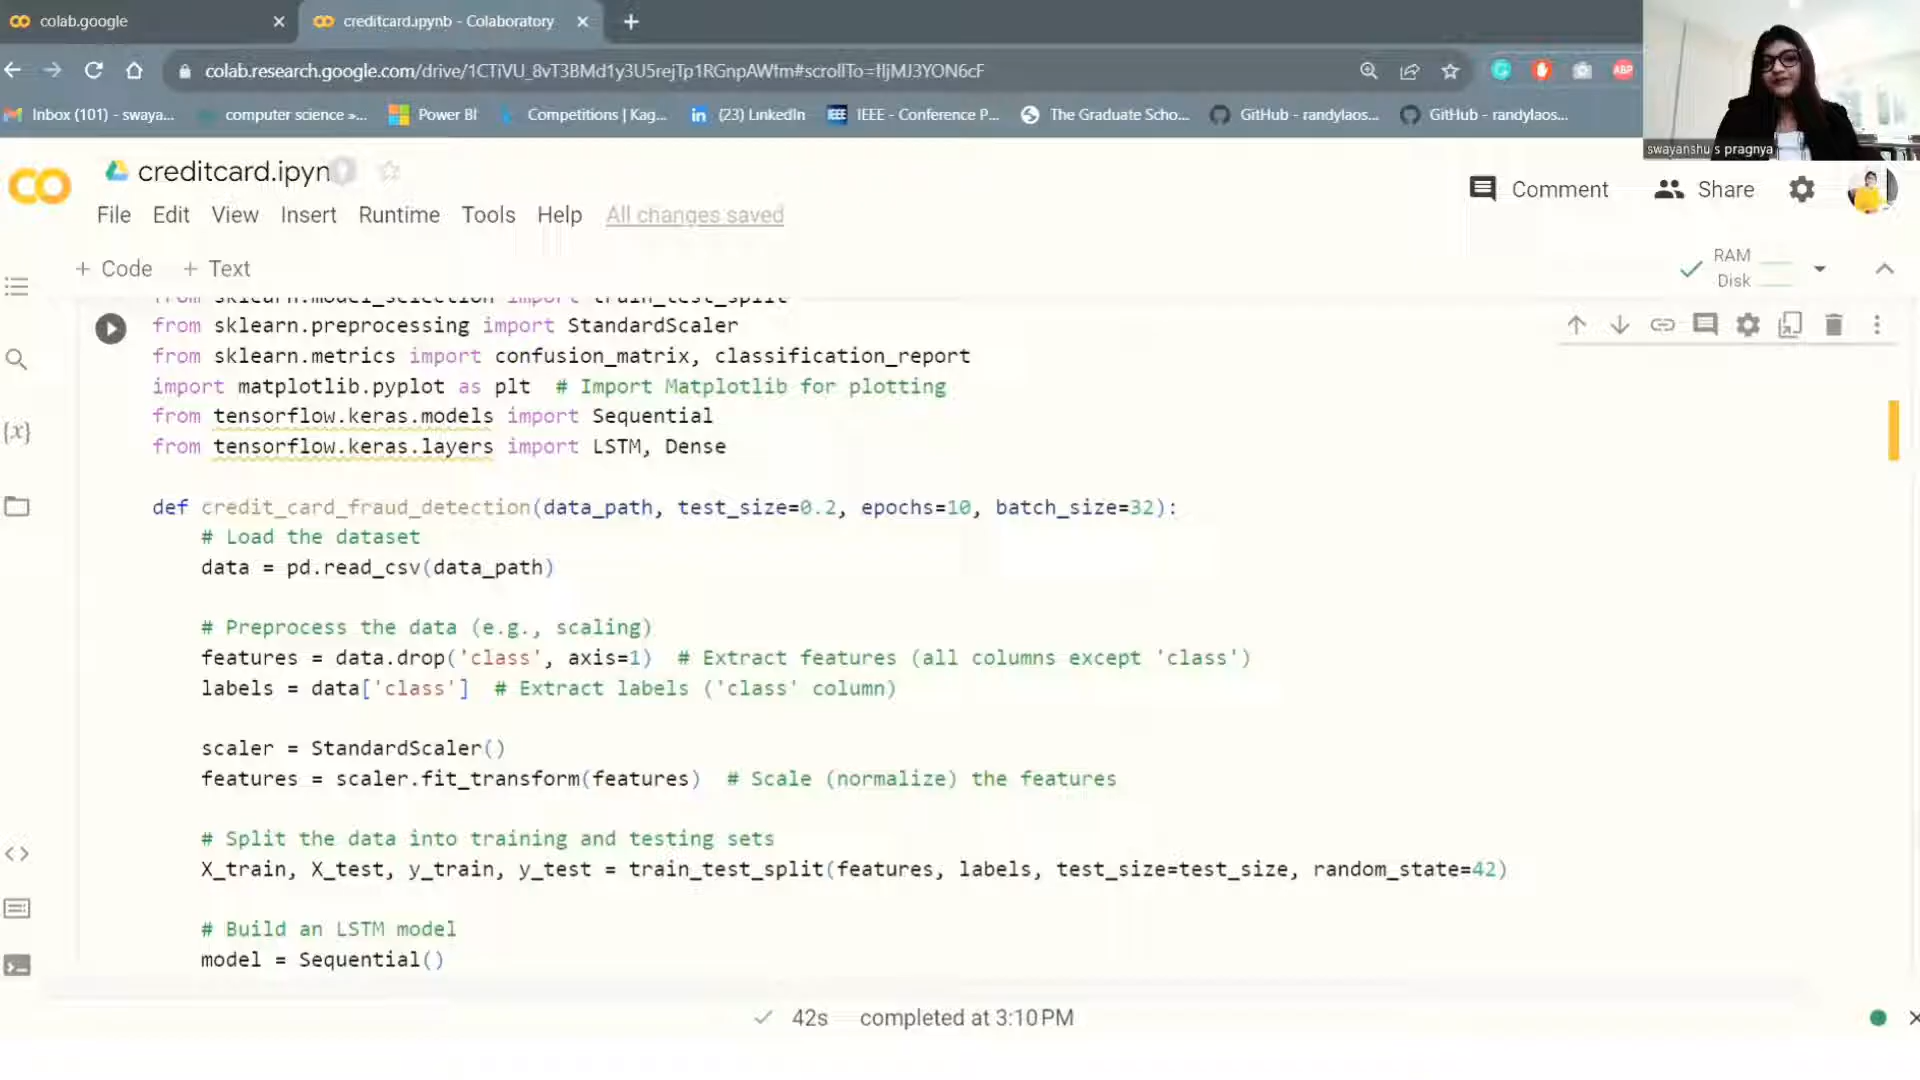 colab.google
creditcard.ipynb - Colaboratory
colab.research.google.com/drive/1CTiVU_8vT3BMd1y3U5rejTp1RGnpAWfm#scrollTo=IIjMJ3YON6cF
Inbox (101) - swaya... computer science »... Power BI Competitions | Kag... (23) LinkedIn IEEE - Conference P... The Graduate Scho... GitHub - randylaos... GitHub - randylaos...
swayanshu s pragnya
creditcard.ipyn
Comment Share
File Edit View Insert Runtime Tools Help All changes saved
+ Code + Text
RAM
Disk
from sklearn.model_selection import train_test_split
from sklearn.preprocessing import StandardScaler
from sklearn.metrics import confusion_matrix, classification_report
import matplotlib.pyplot as plt # Import Matplotlib for plotting
from tensorflow.keras.models import Sequential
from tensorflow.keras.layers import LSTM, Dense
def credit_card_fraud_detection(data_path, test_size=0.2, epochs=10, batch_size=32):
# Load the dataset
data = pd.read_csv(data_path)
# Preprocess the data (e.g., scaling)
features = data.drop('class', axis=1) # Extract features (all columns except 'class')
labels = data['class'] # Extract labels ('class' column)
scaler = StandardScaler()
features = scaler.fit_transform(features) # Scale (normalize) the features
# Split the data into training and testing sets
X_train, X_test, y_train, y_test = train_test_split(features, labels, test_size=test_size, random_state=42)
# Build an LSTM model
model = Sequential()
42s completed at 3:10 PM